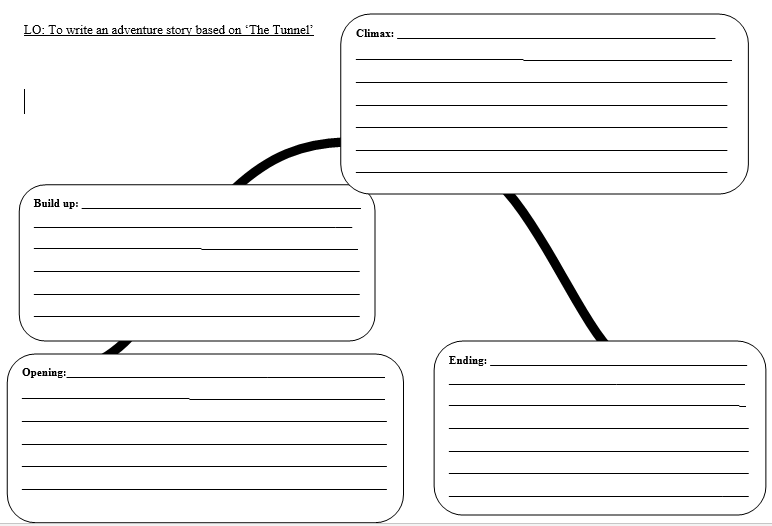 LO: To write an adventure story based on ‘The Tunnel’
Climax:
Build up:
Opening:
Ending: